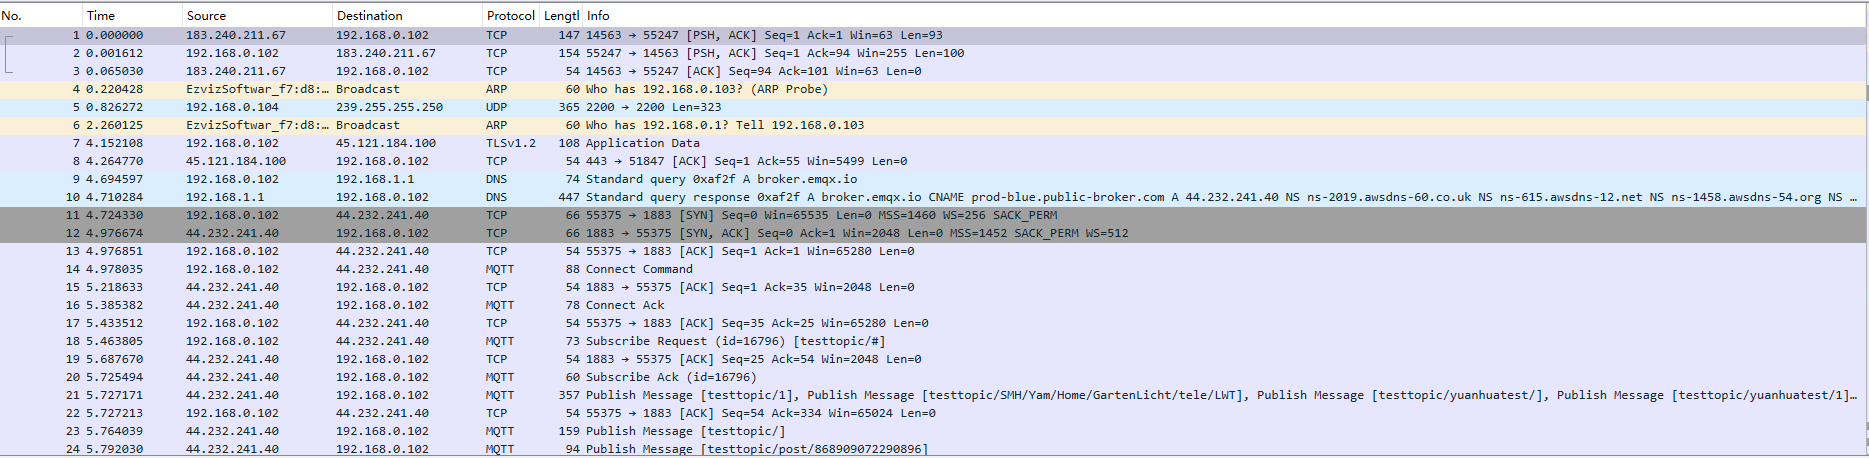 No. Time Source Destination Protocol Lengtl Info
1 0.000000 183.240.211.67 192.168.0.102 TCP 147 14563 → 55247 [PSH, ACK] Seq=1 Ack=1 Win=63 Len=93
2 0.001612 192.168.0.102 183.240.211.67 TCP 154 55247 → 14563 [PSH, ACK] Seq=1 Ack=94 Win=255 Len=100
3 0.065030 183.240.211.67 192.168.0.102 TCP 54 14563 → 55247 [ACK] Seq=94 Ack=101 Win=63 Len=0
4 0.220428 EzvizSoftwar_f7:d8:… Broadcast ARP 60 Who has 192.168.0.103? (ARP Probe)
5 0.826272 192.168.0.104 239.255.255.250 UDP 365 2200 → 2200 Len=323
6 2.260125 EzvizSoftwar_f7:d8:… Broadcast ARP 60 Who has 192.168.0.1? Tell 192.168.0.103
7 4.152108 192.168.0.102 45.121.184.100 TLSv1.2 108 Application Data
8 4.264770 45.121.184.100 192.168.0.102 TCP 54 443 → 51847 [ACK] Seq=1 Ack=55 Win=5499 Len=0
9 4.694597 192.168.0.102 192.168.1.1 DNS 74 Standard query 0xaf2f A broker.emqx.io
10 4.710284 192.168.1.1 192.168.0.102 DNS 447 Standard query response 0xaf2f A broker.emqx.io CNAME prod-blue.public-broker.com A 44.232.241.40 NS ns-2019.awsdns-60.co.uk NS ns-615.awsdns-12.net NS ns-1458.awsdns-54.org NS …
11 4.724330 192.168.0.102 44.232.241.40 TCP 66 55375 → 1883 [SYN] Seq=0 Win=65535 Len=0 MSS=1460 WS=256 SACK_PERM
12 4.976674 44.232.241.40 192.168.0.102 TCP 66 1883 → 55375 [SYN, ACK] Seq=0 Ack=1 Win=2048 Len=0 MSS=1452 SACK_PERM WS=512
13 4.976851 192.168.0.102 44.232.241.40 TCP 54 55375 → 1883 [ACK] Seq=1 Ack=1 Win=65280 Len=0
14 4.978035 192.168.0.102 44.232.241.40 MQTT 88 Connect Command
15 5.218633 44.232.241.40 192.168.0.102 TCP 54 1883 → 55375 [ACK] Seq=1 Ack=35 Win=2048 Len=0
16 5.385382 44.232.241.40 192.168.0.102 MQTT 78 Connect Ack
17 5.433512 192.168.0.102 44.232.241.40 TCP 54 55375 → 1883 [ACK] Seq=35 Ack=25 Win=65280 Len=0
18 5.463805 192.168.0.102 44.232.241.40 MQTT 73 Subscribe Request (id=16796) [testtopic/#]
19 5.687670 44.232.241.40 192.168.0.102 TCP 54 1883 → 55375 [ACK] Seq=25 Ack=54 Win=2048 Len=0
20 5.725494 44.232.241.40 192.168.0.102 MQTT 60 Subscribe Ack (id=16796)
21 5.727171 44.232.241.40 192.168.0.102 MQTT 357 Publish Message [testtopic/1], Publish Message [testtopic/SMH/Yam/Home/GartenLicht/tele/LWT], Publish Message [testtopic/yuanhuatest/], Publish Message [testtopic/yuanhuatest/1]…
22 5.727213 192.168.0.102 44.232.241.40 TCP 54 55375 → 1883 [ACK] Seq=54 Ack=334 Win=65024 Len=0
23 5.764039 44.232.241.40 192.168.0.102 MQTT 159 Publish Message [testtopic/]
24 5.792030 44.232.241.40 192.168.0.102 MQTT 94 Publish Message [testtopic/post/868909072290896]